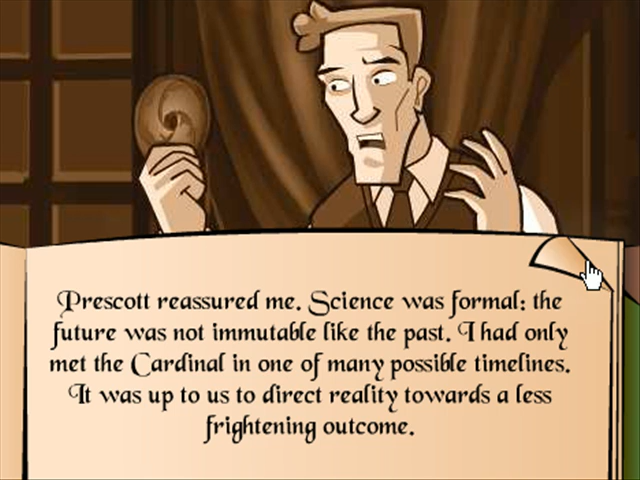 Prescott reassured me. Science was formal: the
future was not immutable like the past. I had only
met the Cardinal in one of many possible timelines.
It was up to us to direct reality towards a less
frightening outcome.